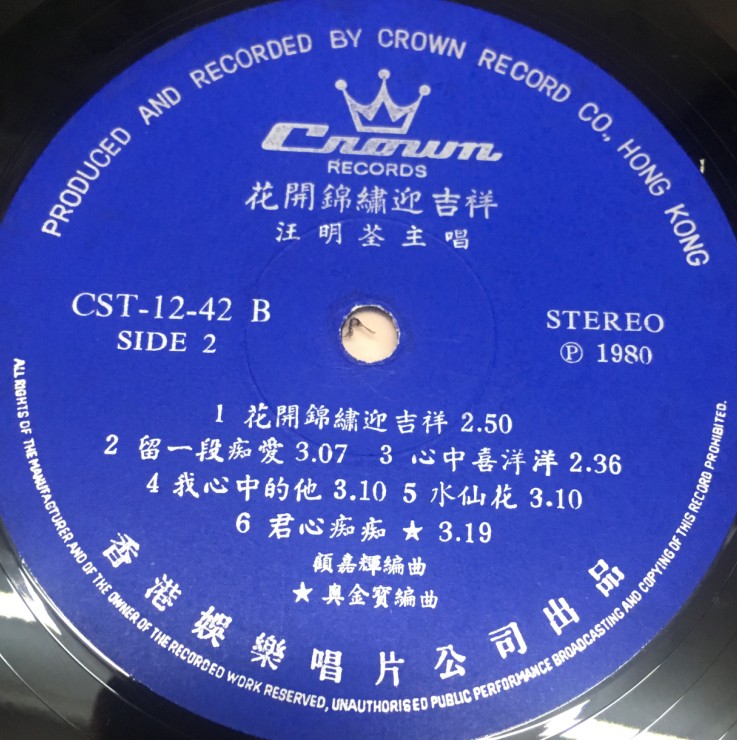 PRODUCED AND RECORDED BY CROWN RECORD CO., HONG KONG
Crown
RECORDS
花開錦繡迎吉祥
汪明荃主唱
CST-12-42 B
SIDE 2
STEREO
Ⓟ 1980
1 花開錦繡迎吉祥 2.50
2 留一段痴愛 3.07 3 心中喜洋洋 2.36
4 我心中的他 3.10 5 水仙花 3.10
6 君心痴痴 ★ 3.19
顧嘉輝編曲
★ 奧金寶編曲
香港娛樂唱片公司出品
ALL RIGHTS OF THE MANUFACTURER AND OF THE OWNER OF THE RECORDED WORK RESERVED, UNAUTHORISED PUBLIC PERFORMANCE BROADCASTING AND COPYING OF THIS RECORD PROHIBITED.